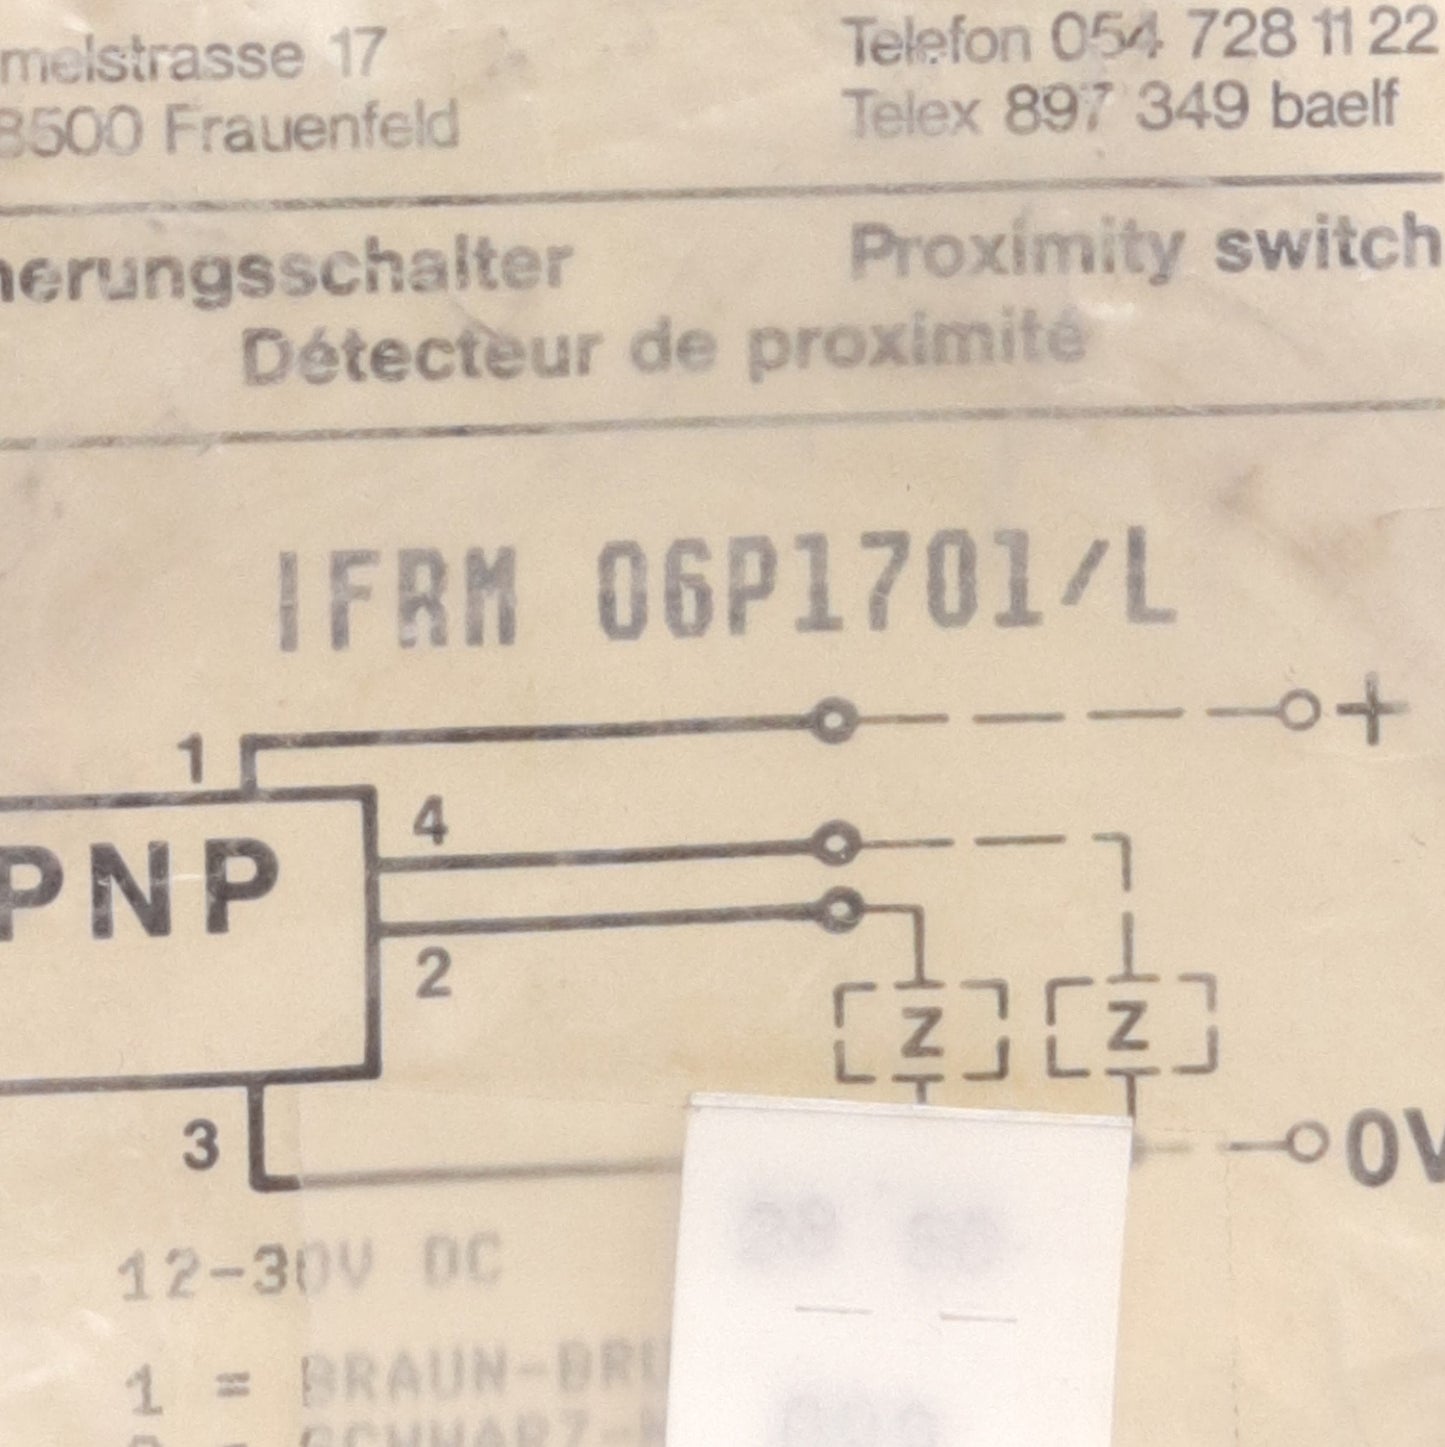 melstrasse 17
Telefon 054 728 11 22
8500 Frauenfeld
Telex 897 349 baelf
herungsschalter
Proximity switch
Détecteur de proximité
IFRM 06P1701/L
1
+
4
PNP
2
Z Z
3
0V
12-30V DC
1 = BRAUN-BRU